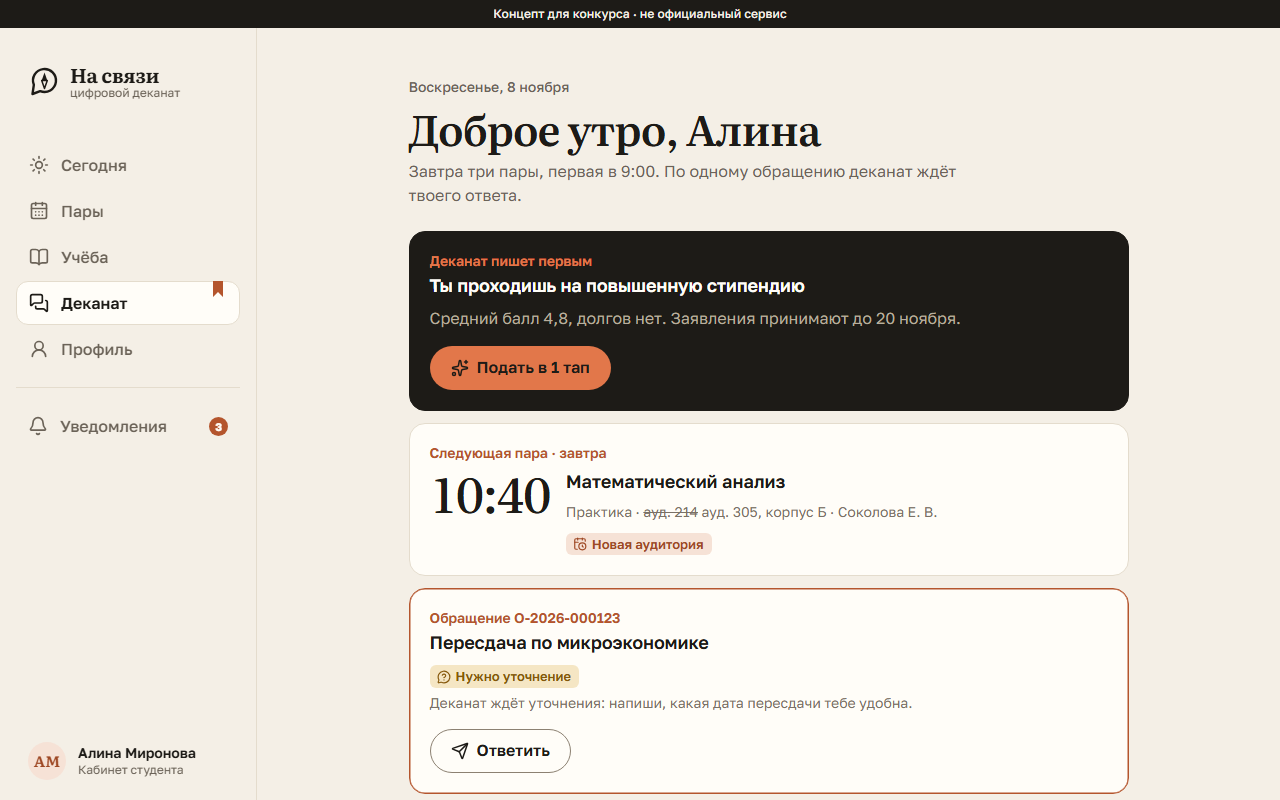 Концепт для конкурса · не официальный сервис
На связи
цифровой деканат
Сегодня
Пары
Учёба
Деканат
Профиль
Уведомления
3
АМ
Алина Миронова
Кабинет студента
Воскресенье, 8 ноября
Доброе утро, Алина
Завтра три пары, первая в 9:00. По одному обращению деканат ждёт
твоего ответа.
Деканат пишет первым
Ты проходишь на повышенную стипендию
Средний балл 4,8, долгов нет. Заявления принимают до 20 ноября.
Подать в 1 тап
Следующая пара · завтра
10:40
Математический анализ
Практика · ауд. 214 ауд. 305, корпус Б · Соколова Е. В.
Новая аудитория
Обращение О-2026-000123
Пересдача по микроэкономике
Нужно уточнение
Деканат ждёт уточнения: напиши, какая дата пересдачи тебе удобна.
Ответить